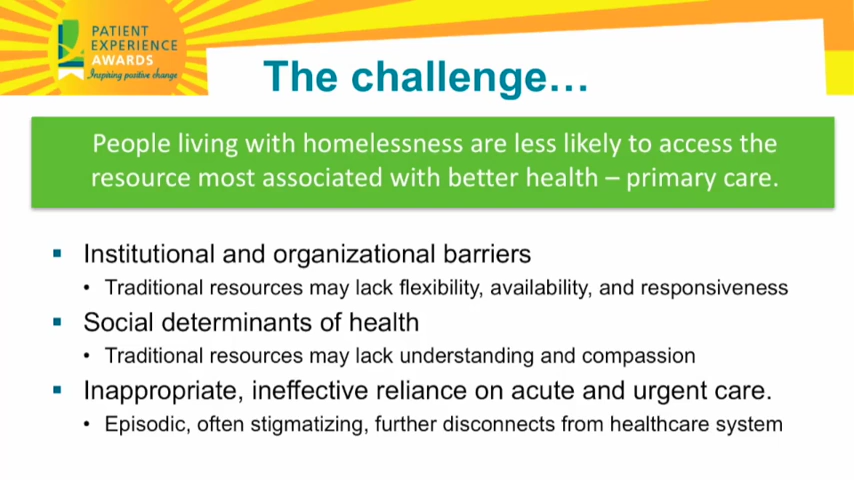 PATIENT
EXPERIENCE
AWARDS
Inspiring positive change
The challenge...
People living with homelessness are less likely to access the
resource most associated with better health – primary care.
▪ Institutional and organizational barriers
• Traditional resources may lack flexibility, availability, and responsiveness
▪ Social determinants of health
• Traditional resources may lack understanding and compassion
▪ Inappropriate, ineffective reliance on acute and urgent care.
• Episodic, often stigmatizing, further disconnects from healthcare system